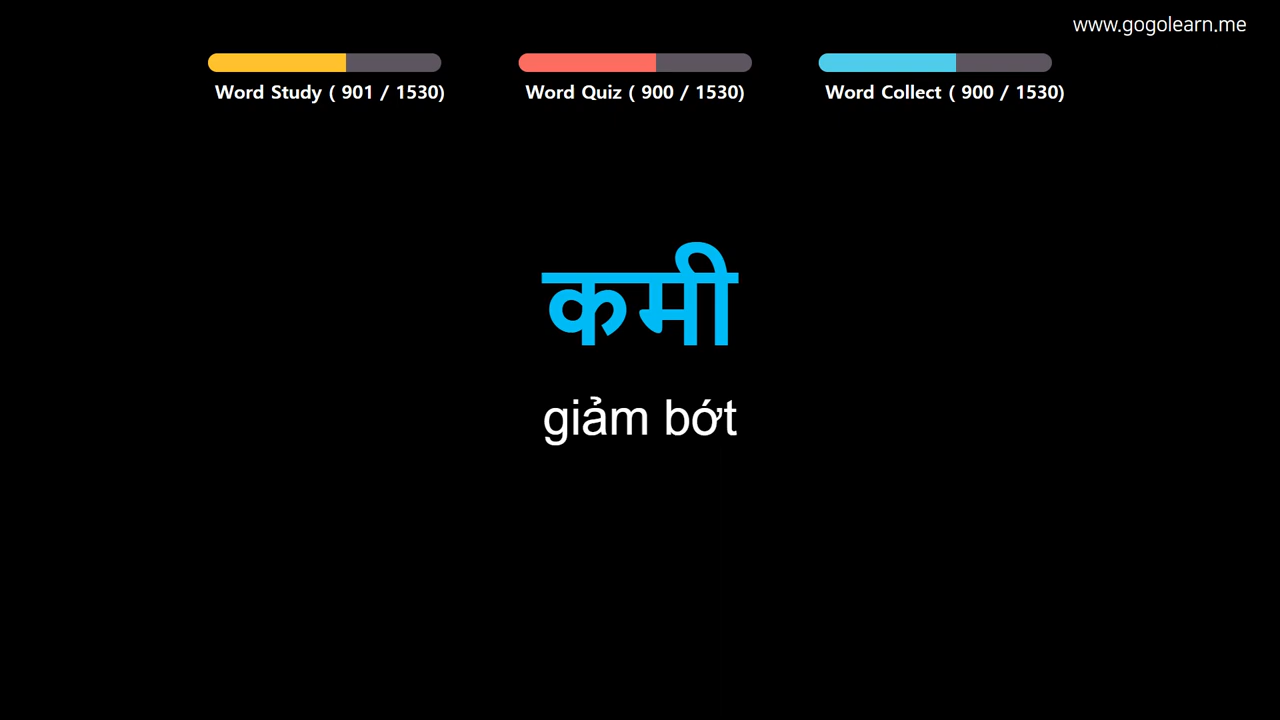 www.gogolearn.me
Word Study ( 901 / 1530)
Word Quiz ( 900 / 1530)
Word Collect ( 900 / 1530)
कमी
giảm bớt